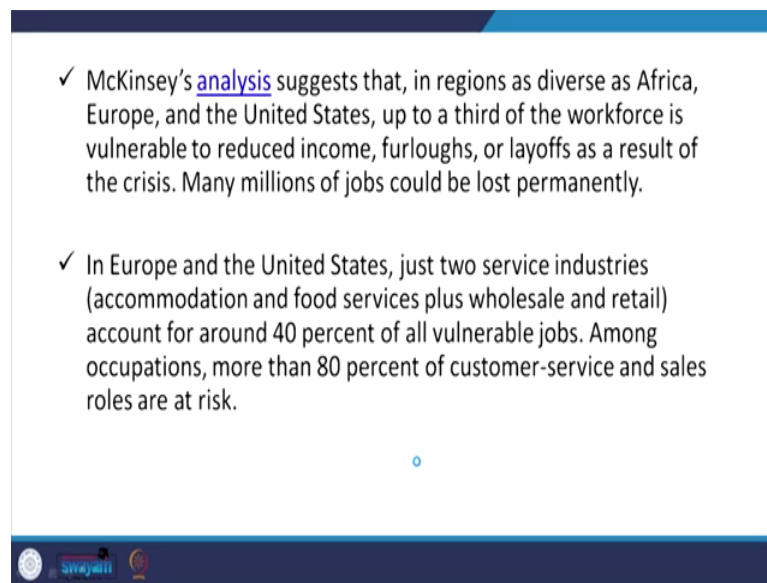 ✓ McKinsey's analysis suggests that, in regions as diverse as Africa,
Europe, and the United States, up to a third of the workforce is
vulnerable to reduced income, furloughs, or layoffs as a result of
the crisis. Many millions of jobs could be lost permanently.
✓ In Europe and the United States, just two service industries
(accommodation and food services plus wholesale and retail)
account for around 40 percent of all vulnerable jobs. Among
occupations, more than 80 percent of customer-service and sales
roles are at risk.
swayam